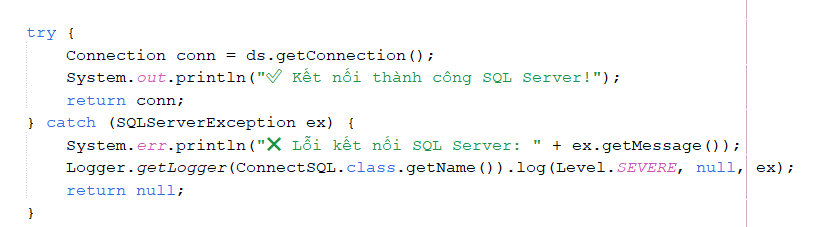 try {
    Connection conn = ds.getConnection();
    System.out.println("✅ Kết nối thành công SQL Server!");
    return conn;
} catch (SQLServerException ex) {
    System.err.println("❌ Lỗi kết nối SQL Server: " + ex.getMessage());
    Logger.getLogger(ConnectSQL.class.getName()).log(Level.SEVERE, null, ex);
    return null;
}